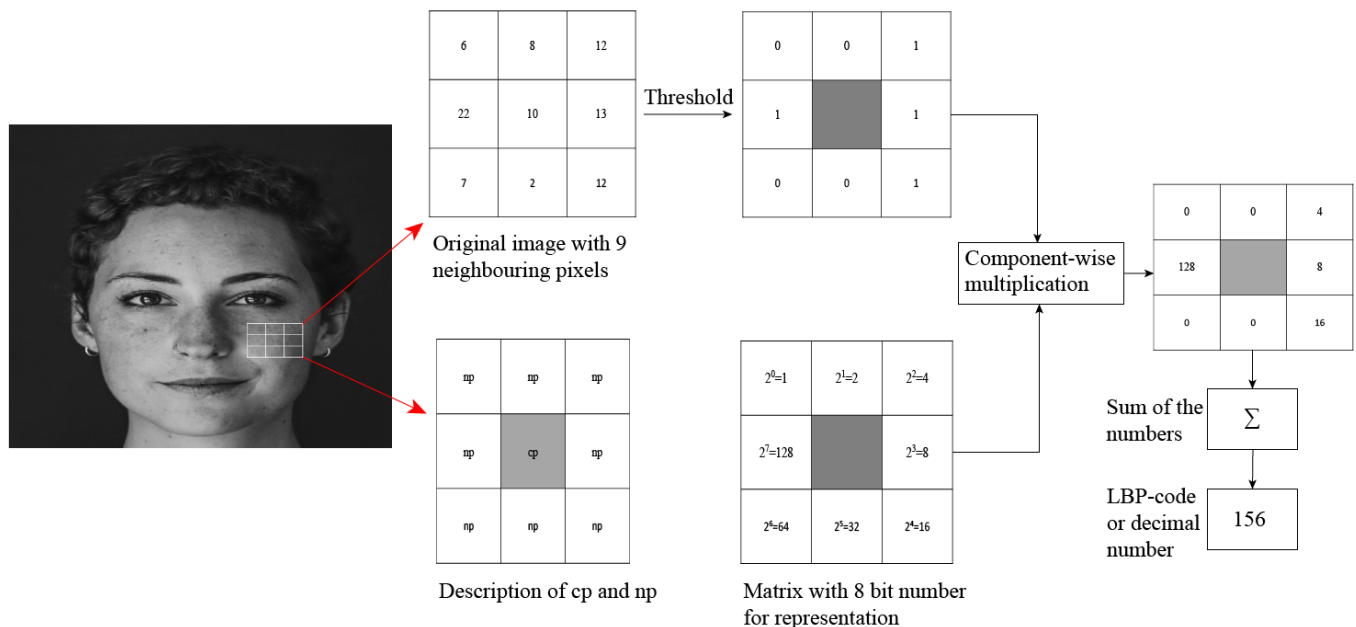 6 8 12
22 10 13
7 2 12
Original image with 9
neighbouring pixels
Threshold
0 0 1
1 1
0 0 1
np np np
np cp np
np np np
Description of cp and np
2⁰=1 2¹=2 2²=4
2⁷=128 2³=8
2⁶=64 2⁵=32 2⁴=16
Matrix with 8 bit number
for representation
Component-wise
multiplication
0 0 4
128 8
0 0 16
Sum of the
numbers
∑
LBP-code
or decimal
number
156